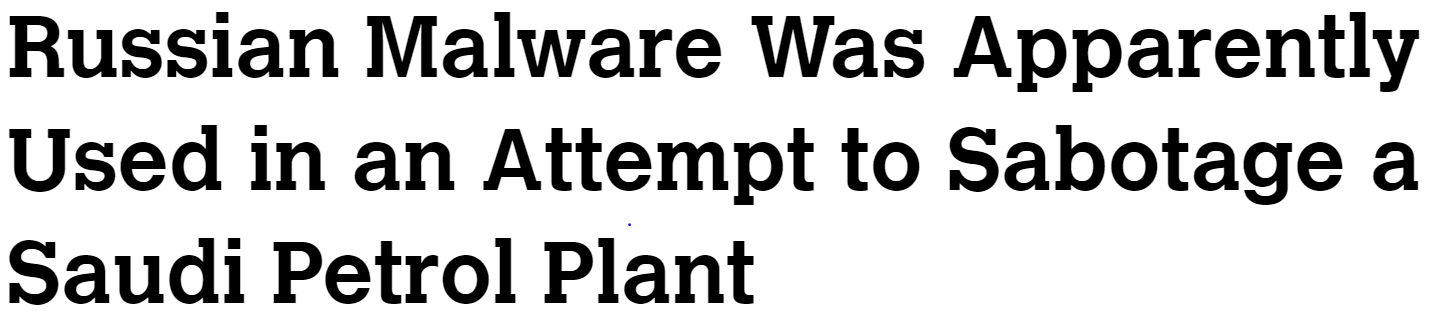 Russian Malware Was Apparently
Used in an Attempt to Sabotage a
Saudi Petrol Plant